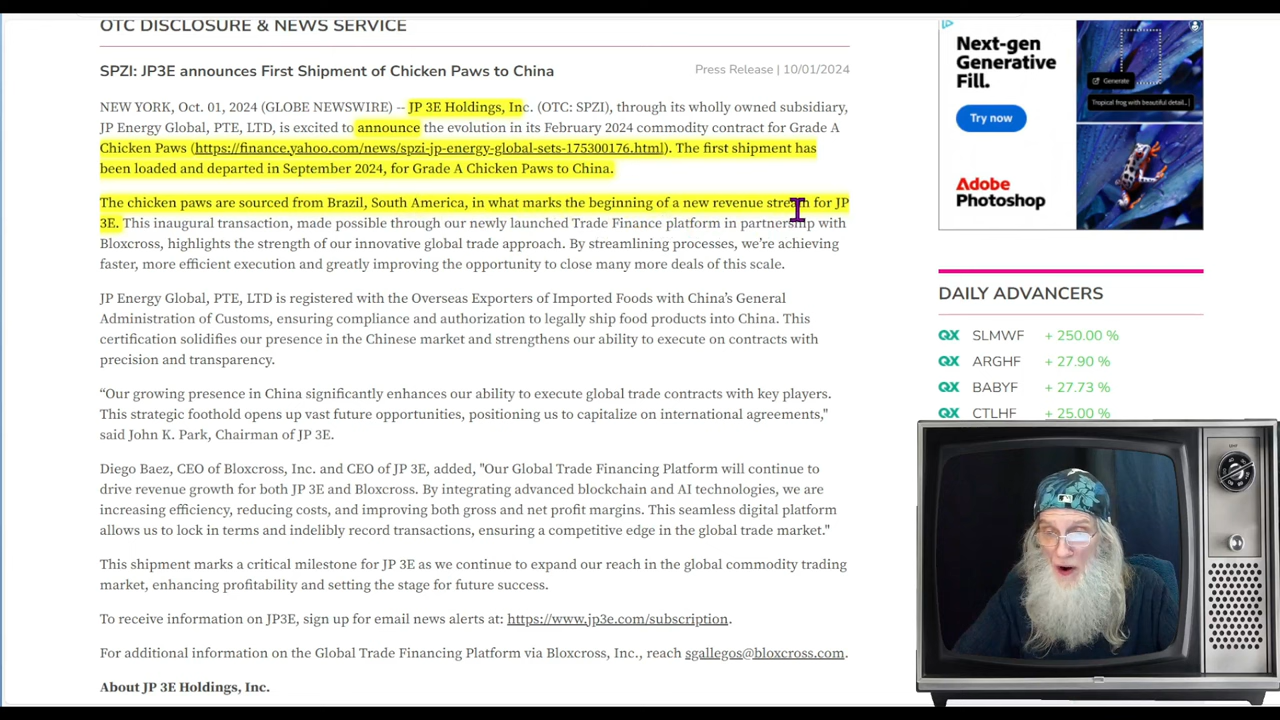 OTC DISCLOSURE & NEWS SERVICE
SPZI: JP3E announces First Shipment of Chicken Paws to China
Press Release | 10/01/2024
NEW YORK, Oct. 01, 2024 (GLOBE NEWSWIRE) -- JP 3E Holdings, Inc. (OTC: SPZI), through its wholly owned subsidiary,
JP Energy Global, PTE, LTD, is excited to announce the evolution in its February 2024 commodity contract for Grade A
Chicken Paws (https://finance.yahoo.com/news/spzi-jp-energy-global-sets-175300176.html). The first shipment has
been loaded and departed in September 2024, for Grade A Chicken Paws to China.
The chicken paws are sourced from Brazil, South America, in what marks the beginning of a new revenue stream for JP
3E. This inaugural transaction, made possible through our newly launched Trade Finance platform in partnership with
Bloxcross, highlights the strength of our innovative global trade approach. By streamlining processes, we're achieving
faster, more efficient execution and greatly improving the opportunity to close many more deals of this scale.
JP Energy Global, PTE, LTD is registered with the Overseas Exporters of Imported Foods with China's General
Administration of Customs, ensuring compliance and authorization to legally ship food products into China. This
certification solidifies our presence in the Chinese market and strengthens our ability to execute on contracts with
precision and transparency.
“Our growing presence in China significantly enhances our ability to execute global trade contracts with key players.
This strategic foothold opens up vast future opportunities, positioning us to capitalize on international agreements,"
said John K. Park, Chairman of JP 3E.
Diego Baez, CEO of Bloxcross, Inc. and CEO of JP 3E, added, "Our Global Trade Financing Platform will continue to
drive revenue growth for both JP 3E and Bloxcross. By integrating advanced blockchain and AI technologies, we are
increasing efficiency, reducing costs, and improving both gross and net profit margins. This seamless digital platform
allows us to lock in terms and indelibly record transactions, ensuring a competitive edge in the global trade market."
This shipment marks a critical milestone for JP 3E as we continue to expand our reach in the global commodity trading
market, enhancing profitability and setting the stage for future success.
To receive information on JP3E, sign up for email news alerts at: https://www.jp3e.com/subscription.
For additional information on the Global Trade Financing Platform via Bloxcross, Inc., reach sgallegos@bloxcross.com.
About JP 3E Holdings, Inc.
Next-gen
Generative
Fill.
Try now
Adobe
Photoshop
Generate
Tropical frog with beautiful detail...
DAILY ADVANCERS
QX SLMWF + 250.00 %
QX ARGHF + 27.90 %
QX BABYF + 27.73 %
QX CTLHF + 25.00 %